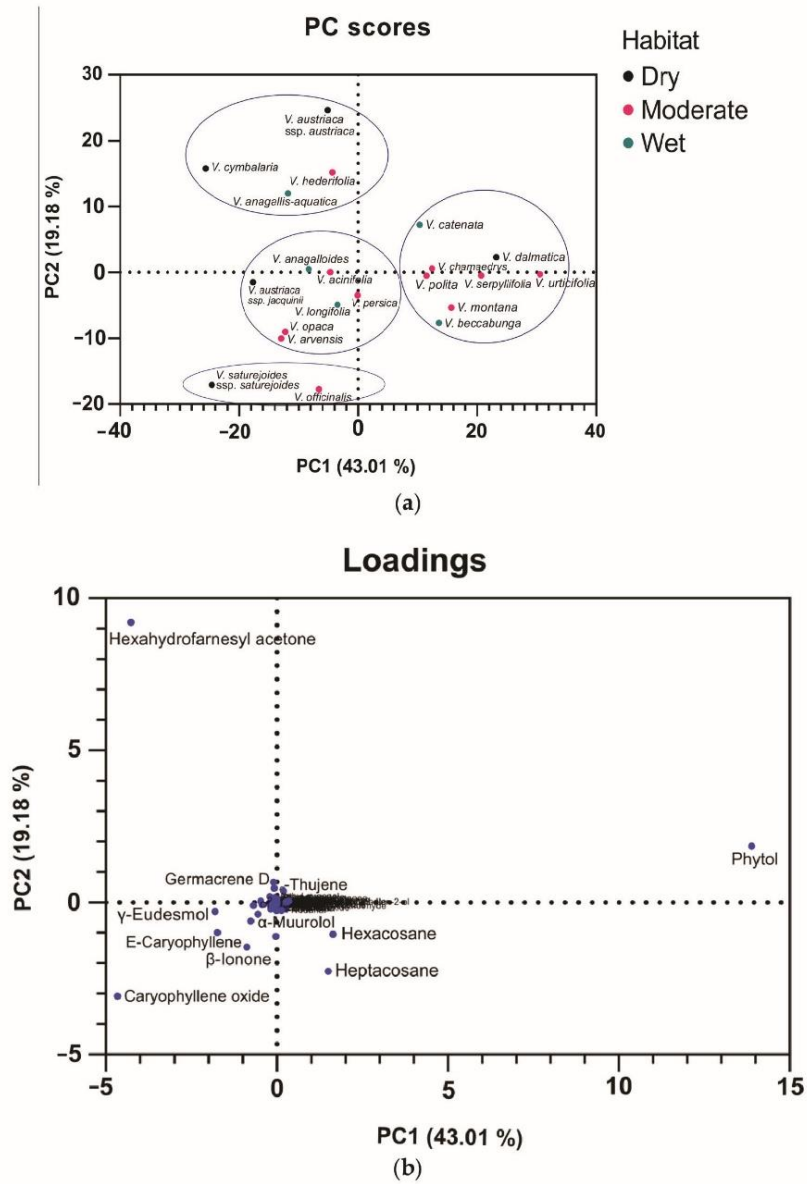 PC scores
Habitat
Dry
Moderate
Wet
30
20
10
0
−10
−20
PC2 (19.18 %)
V. austriaca
ssp. austriaca
V. cymbalaria
V. hederifolia
V. anagellis-aquatica
V. catenata
V. anagalloides
V. chamaedrys
V. dalmatica
V. acinifolia
V. polita
V. serpyllifolia
V. urticifolia
V. austriaca
ssp. jacquinii
V. persica
V. longifolia
V. montana
V. opaca
V. beccabunga
V. arvensis
V. saturejoides
ssp. saturejoides
V. officinalis
−40
−20
0
20
40
PC1 (43.01 %)
(a)
Loadings
10
5
0
−5
PC2 (19.18 %)
Hexahydrofarnesyl acetone
Phytol
Germacrene D
-Thujene
γ-Eudesmol
α-Muurolol
E-Caryophyllene
Hexacosane
β-Ionone
Heptacosane
Caryophyllene oxide
−5
0
5
10
15
PC1 (43.01 %)
(b)